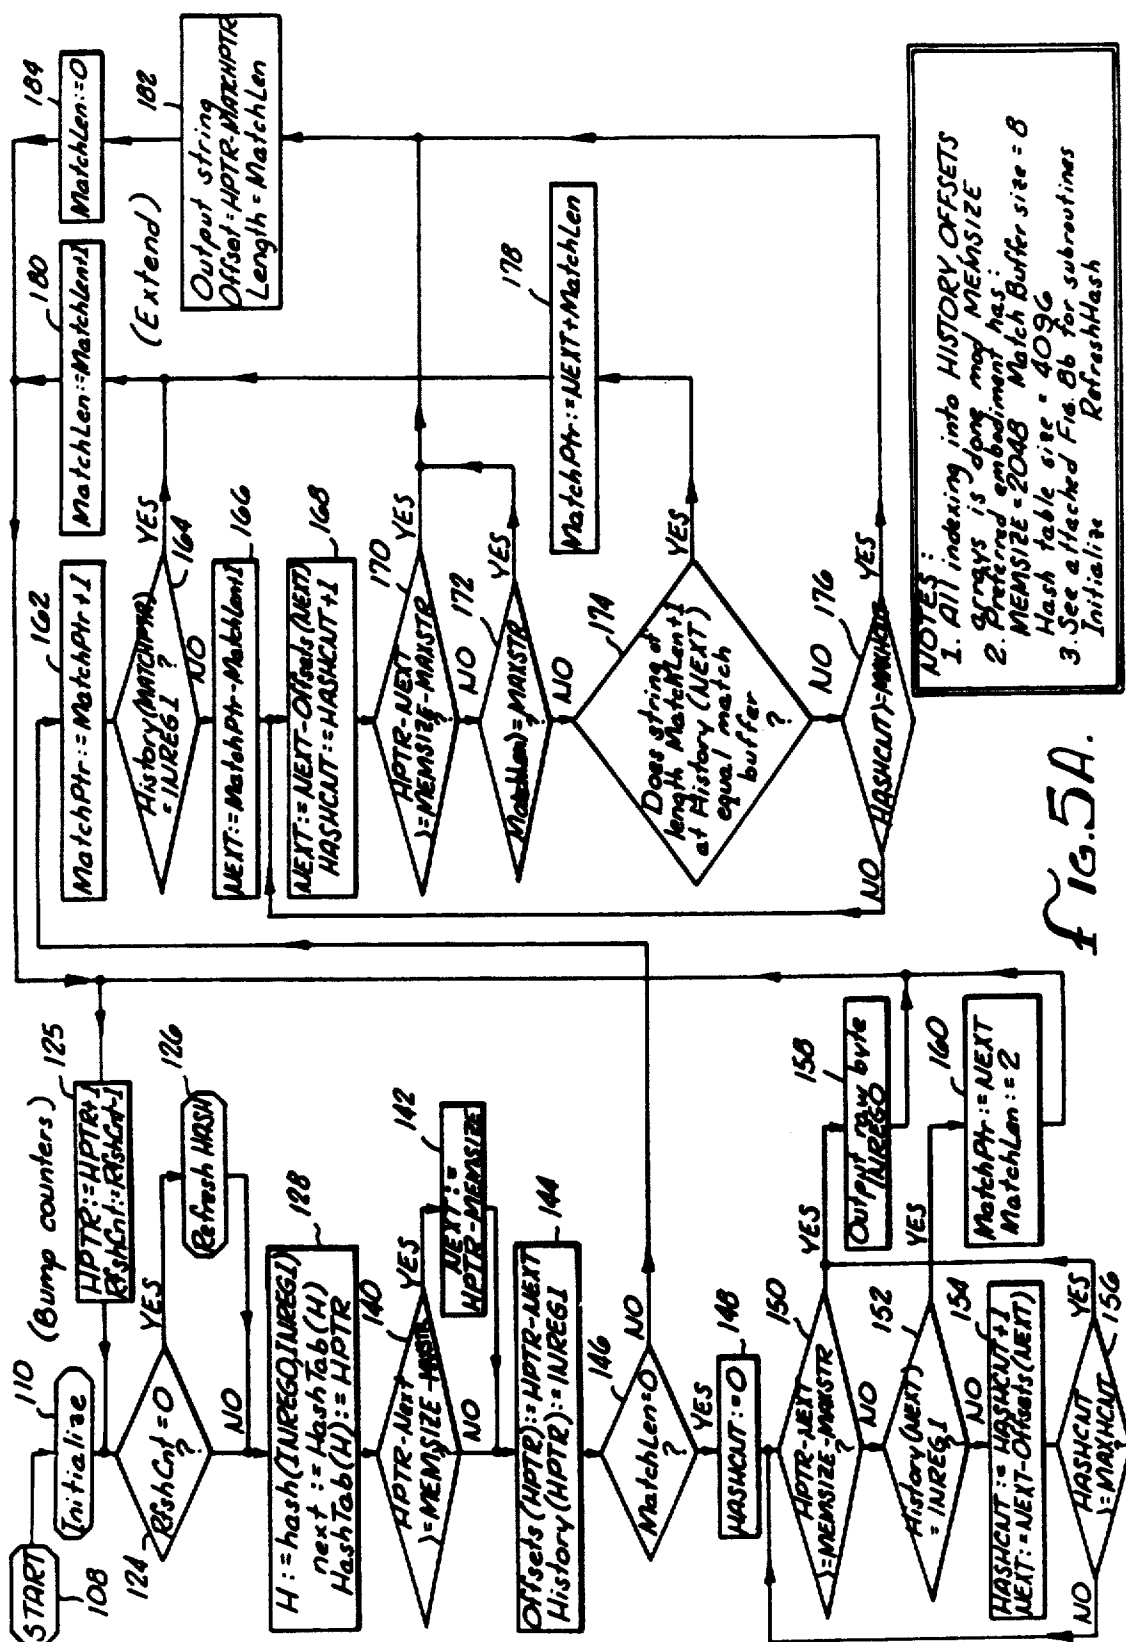 START
108
Initialize
110
(Bump counters)
HPTR:=HPTR+1
RfshCnt:=RfshCnt-1
125
RfshCnt=0
?
124
YES
NO
Refresh HASH
126
H:=hash(INREG0,INREG1)
next:=HashTab(H)
HashTab(H):=HPTR
128
HPTR-Next
)=MEMSIZE-MAXSTR
?
140
YES
NO
NEXT:=
HPTR-MEMSIZE
142
Offsets(HPTR):=HPTR-NEXT
History(HPTR):=INREG1
144
MatchLen=0
?
146
NO
YES
HASHCNT:=0
148
HPTR-NEXT
)=MEMSIZE-MAXSTR
?
150
YES
NO
History(NEXT)
=INREG1
?
152
YES
NO
HASHCNT:=HASHCNT+1
NEXT:=NEXT-Offsets(NEXT)
154
HASHCNT
)=MAXHCNT
?
156
YES
NO
Output raw byte
INREG0
158
MatchPtr:=NEXT
MatchLen:=2
160
MatchPtr:=MatchPtr+1
162
History(MATCHPTR)
=INREG1
?
164
YES
NO
NEXT:=MatchPtr-MatchLen+1
166
NEXT:=NEXT-Offsets(NEXT)
HASHCNT:=HASHCNT+1
168
HPTR-NEXT
)=MEMSIZE-MAXSTR
?
170
YES
NO
MatchLen)=MAXSTR
?
172
YES
NO
Does string of
length MatchLen+1
at History (NEXT)
equal match
buffer
?
174
YES
NO
HASHCNT)=MAXHCNT
176
YES
NO
MatchPtr:=NEXT+MatchLen
178
MatchLen:=MatchLen+1
180
(Extend)
Output string
Offset=HPTR-MATCHPTR
Length=MatchLen
182
MatchLen:=0
184
NOTES:
1. All indexing into HISTORY OFFSETS
arrays is done mod MEMSIZE
2. Preferred embodiment has:
MEMSIZE=2048 Match Buffer size=8
Hash table size=4096
3. See attached FIG. 8b for subroutines
Initialize RefreshHash
FIG.5A.